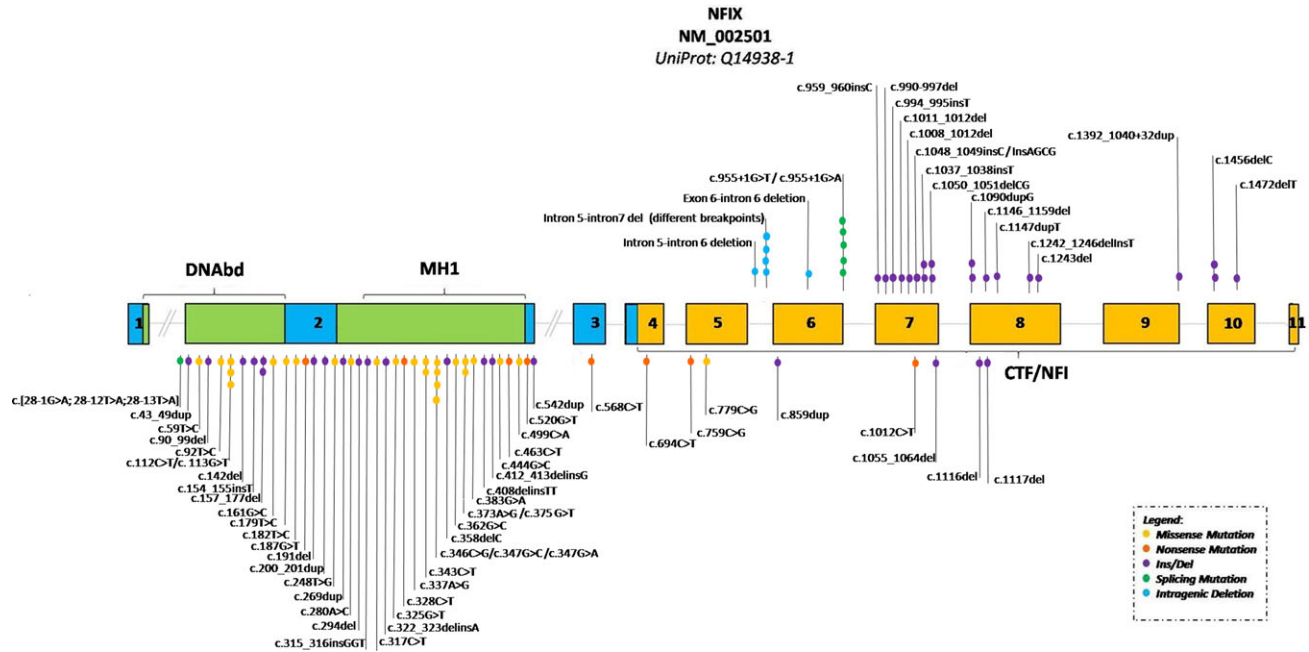 NFIX
NM_002501
UniProt: Q14938-1
c.959_960insC
c.990-997del
c.994_995insT
c.1011_1012del
c.1008_1012del
c.1048_1049insC/InsAGCG
c.1037_1038insT
c.1050_1051delCG
c.1090dupG
c.1146_1159del
c.1147dupT
c.1242_1246delInsT
c.1243del
c.1392_1040+32dup
c.1456delC
c.1472delT
c.955+1G>T/c.955+1G>A
Exon 6-intron 6 deletion
Intron 5-intron7 del (different breakpoints)
Intron 5-intron 6 deletion
DNAbd
MH1
1
2
3
4
5
6
7
8
9
10
11
CTF/NFI
c.[28-1G>A; 28-12T>A;28-13T>A]
c.43_49dup
c.59T>C
c.90_99del
c.92T>C
c.112C>T/c. 113G>T
c.142del
c.154_155insT
c.157_177del
c.161G>C
c.179T>C
c.182T>C
c.187G>T
c.191del
c.200_201dup
c.248T>G
c.269dup
c.280A>C
c.294del
c.315_316insGGT
c.317C>T
c.322_323delinsA
c.325G>T
c.328C>T
c.337A>G
c.343C>T
c.346C>G/c.347G>C/c.347G>A
c.358delC
c.362G>C
c.373A>G/c.375G>T
c.383G>A
c.408delinsTT
c.412_413delinsG
c.444G>C
c.463C>T
c.499C>A
c.520G>T
c.542dup
c.568C>T
c.694C>T
c.759C>G
c.779C>G
c.859dup
c.1012C>T
c.1055_1064del
c.1116del
c.1117del
Legend:
Missense Mutation
Nonsense Mutation
Ins/Del
Splicing Mutation
Intragenic Deletion